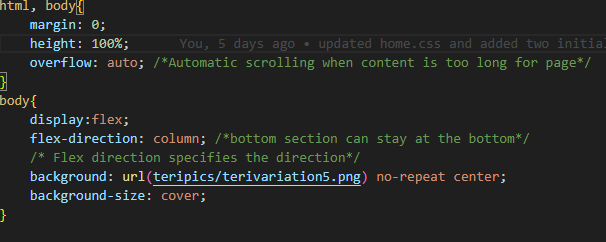 html, body{
margin: 0;
height: 100%; You, 5 days ago • updated home.css and added two initia
overflow: auto; /*Automatic scrolling when content is too long for page*/
}
body{
display:flex;
flex-direction: column; /*bottom section can stay at the bottom*/
/* Flex direction specifies the direction*/
background: url(teripics/terivariation5.png) no-repeat center;
background-size: cover;
}